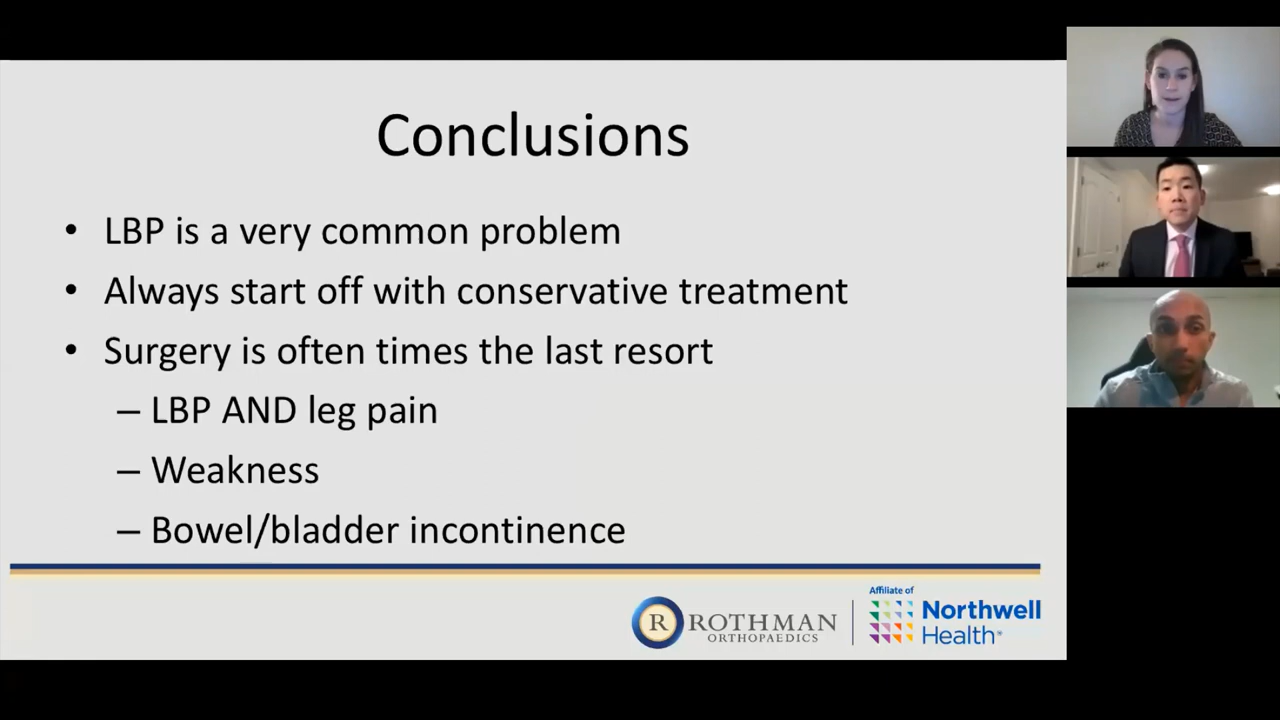 Conclusions
• LBP is a very common problem
• Always start off with conservative treatment
• Surgery is often times the last resort
– LBP AND leg pain
– Weakness
– Bowel/bladder incontinence
R ROTHMAN
ORTHOPAEDICS
Affiliate of
Northwell
Health®